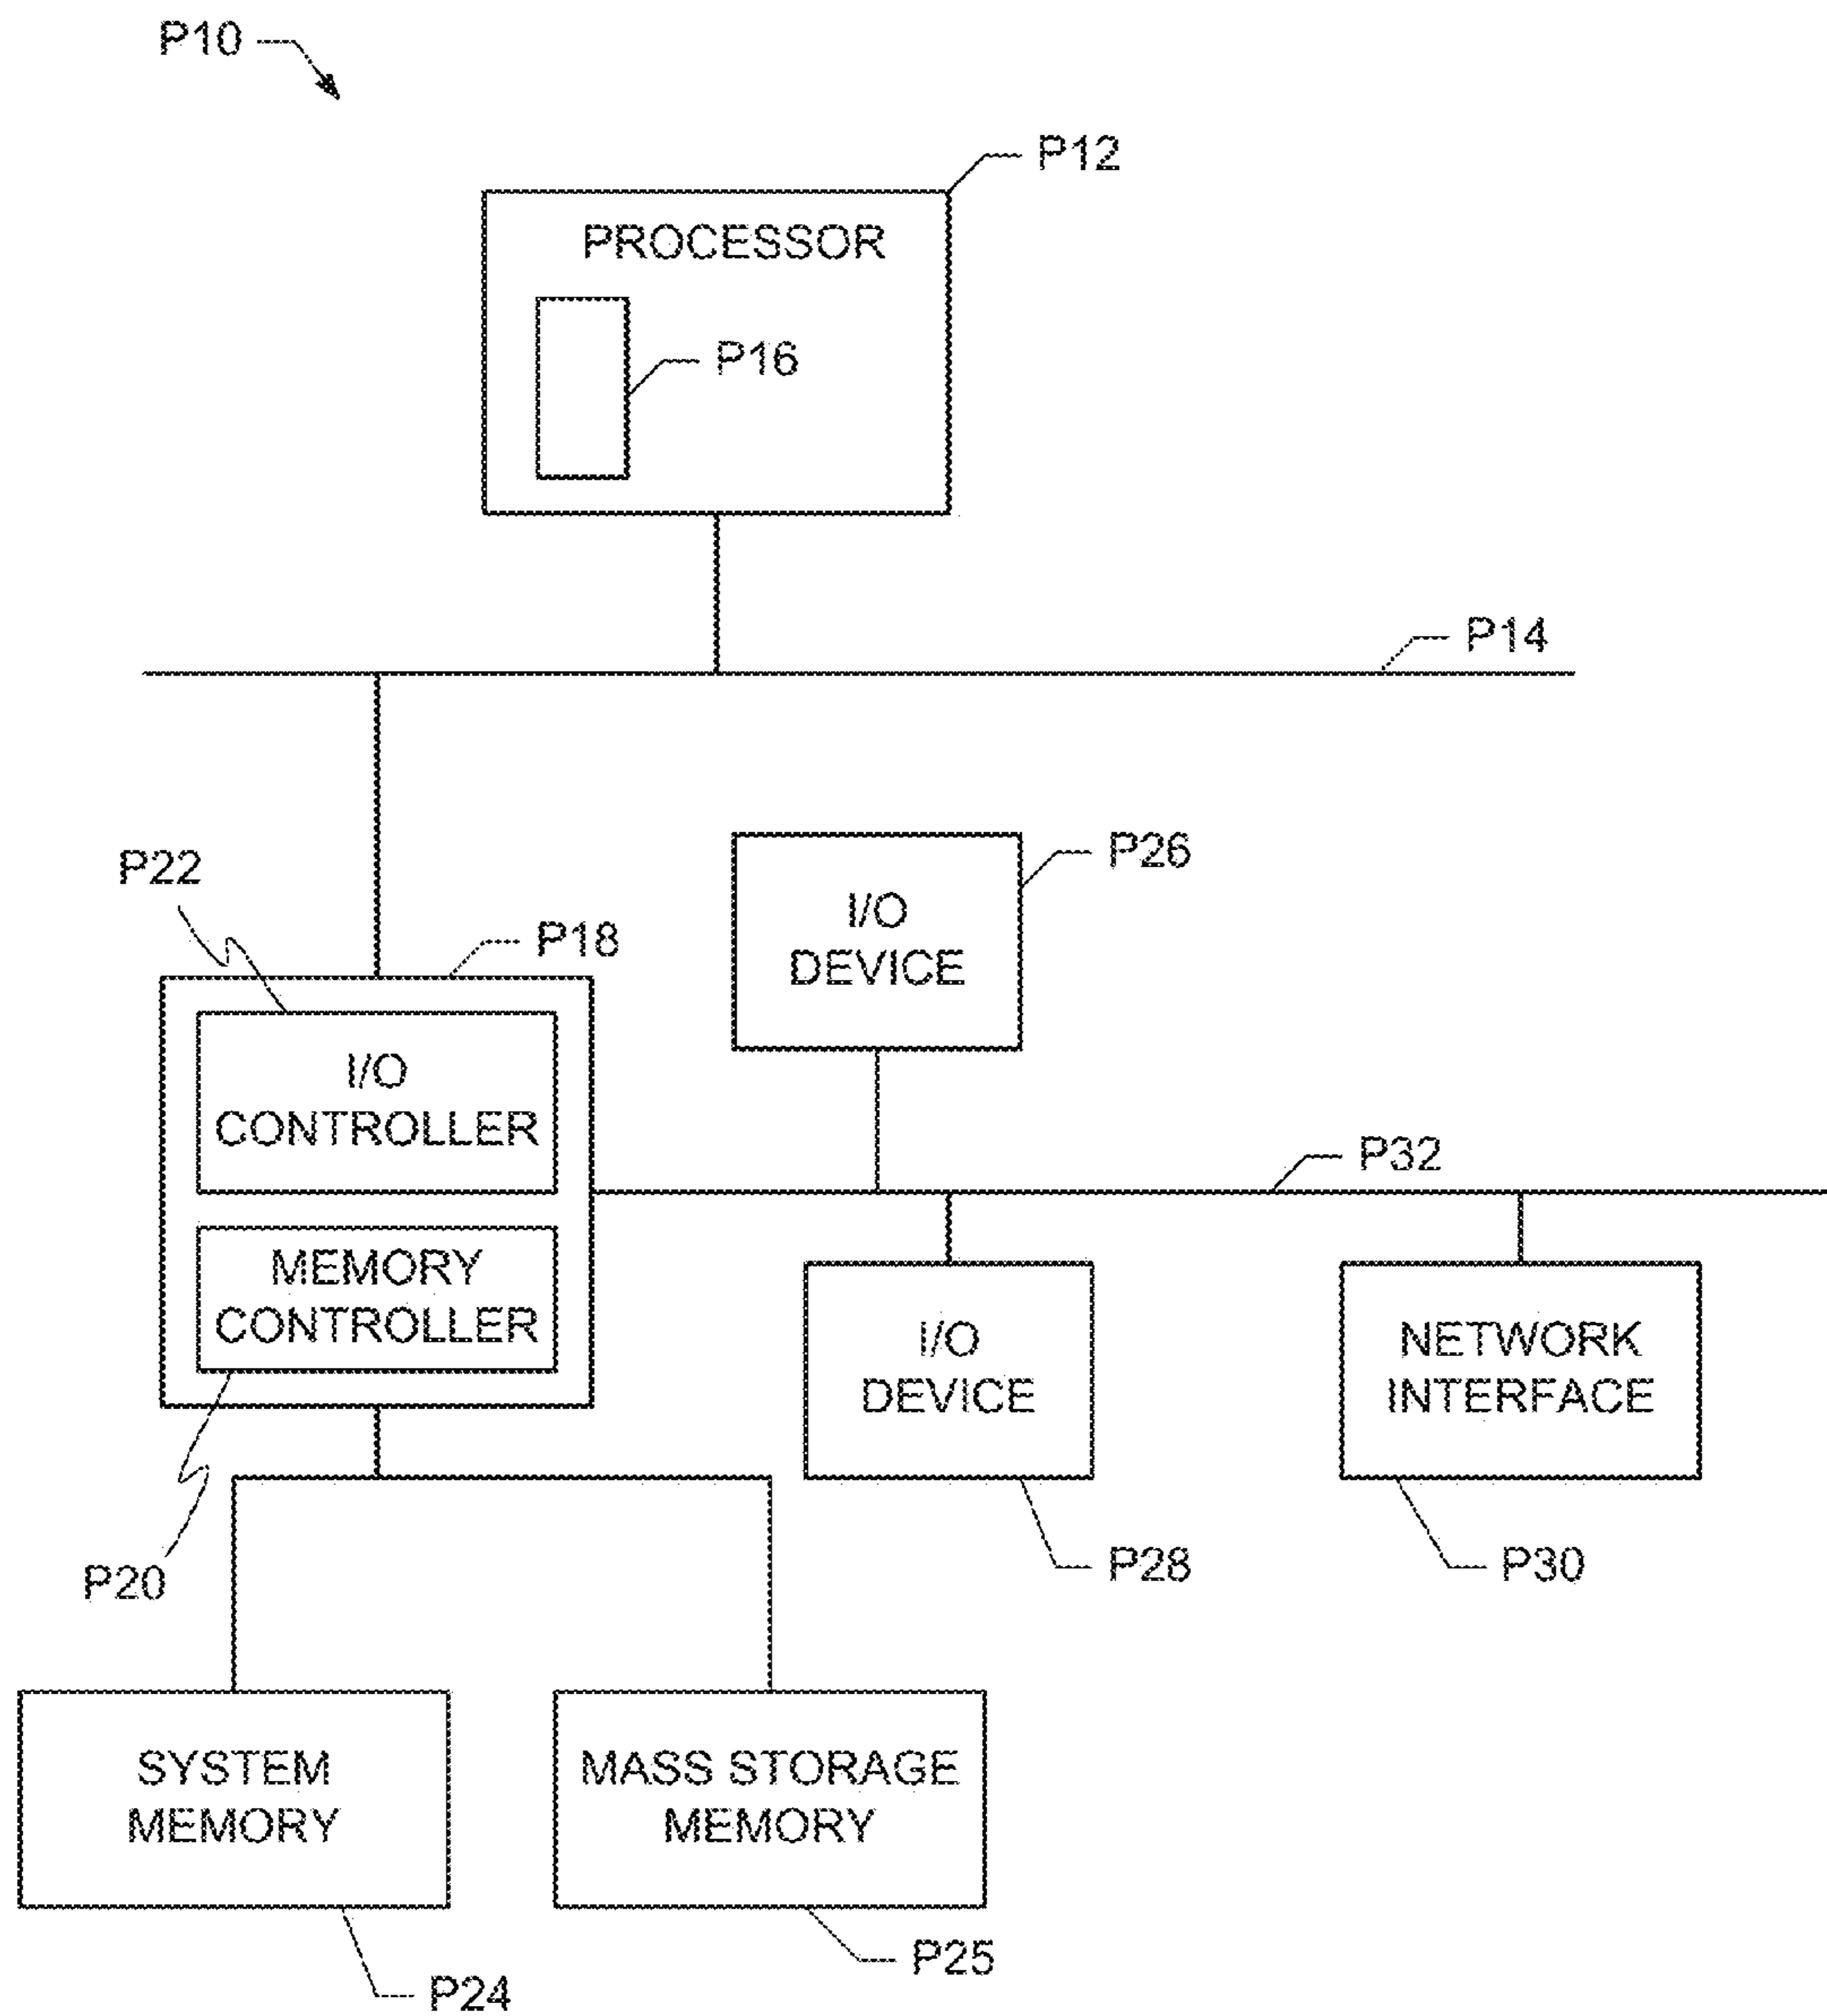 P10
P12
PROCESSOR
P16
P14
P22
P18
P26
I/O
DEVICE
I/O
CONTROLLER
P32
MEMORY
CONTROLLER
I/O
DEVICE
NETWORK
INTERFACE
P20
P28
P30
SYSTEM
MEMORY
MASS STORAGE
MEMORY
P25
P24